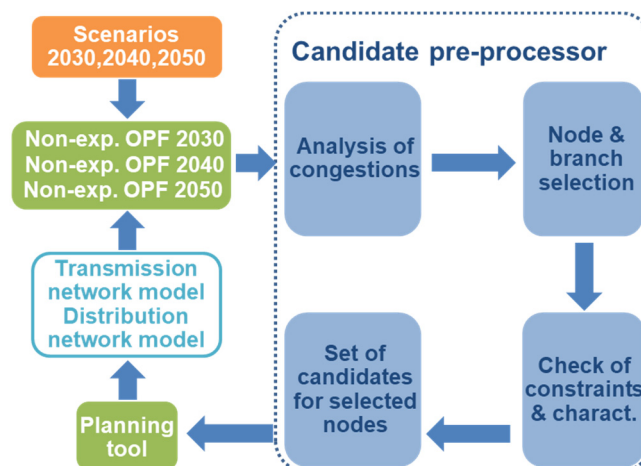 Scenarios
2030,2040,2050
Candidate pre-processor
Non-exp. OPF 2030
Non-exp. OPF 2040
Non-exp. OPF 2050
Analysis of
congestions
Node &
branch
selection
Transmission
network model
Distribution
network model
Set of
candidates
for selected
nodes
Check of
constraints
& charact.
Planning
tool